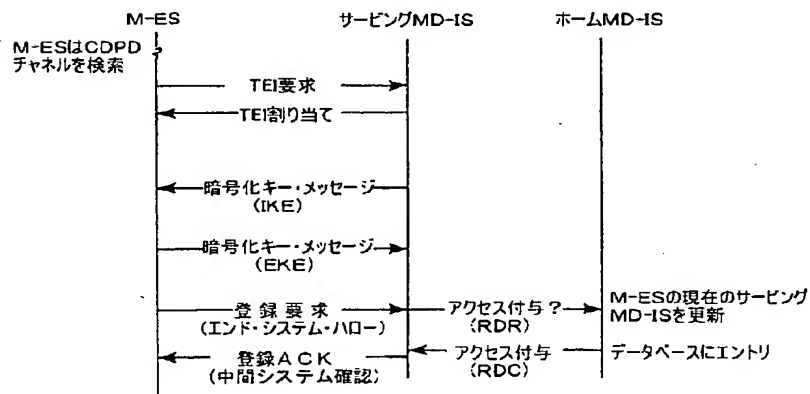 M-ES
サービングMD-IS
ホームMD-IS
M-ESはCDPD
チャネルを検索
TEI要求
TEI割り当て
暗号化キー・メッセージ
(IKE)
暗号化キー・メッセージ
(EKE)
登録要求
(エンド・システム・ハロー)
アクセス付与？
(RDR)
M-ESの現在のサービング
MD-ISを更新
登録ACK
(中間システム確認)
アクセス付与
(RDC)
データベースにエントリ